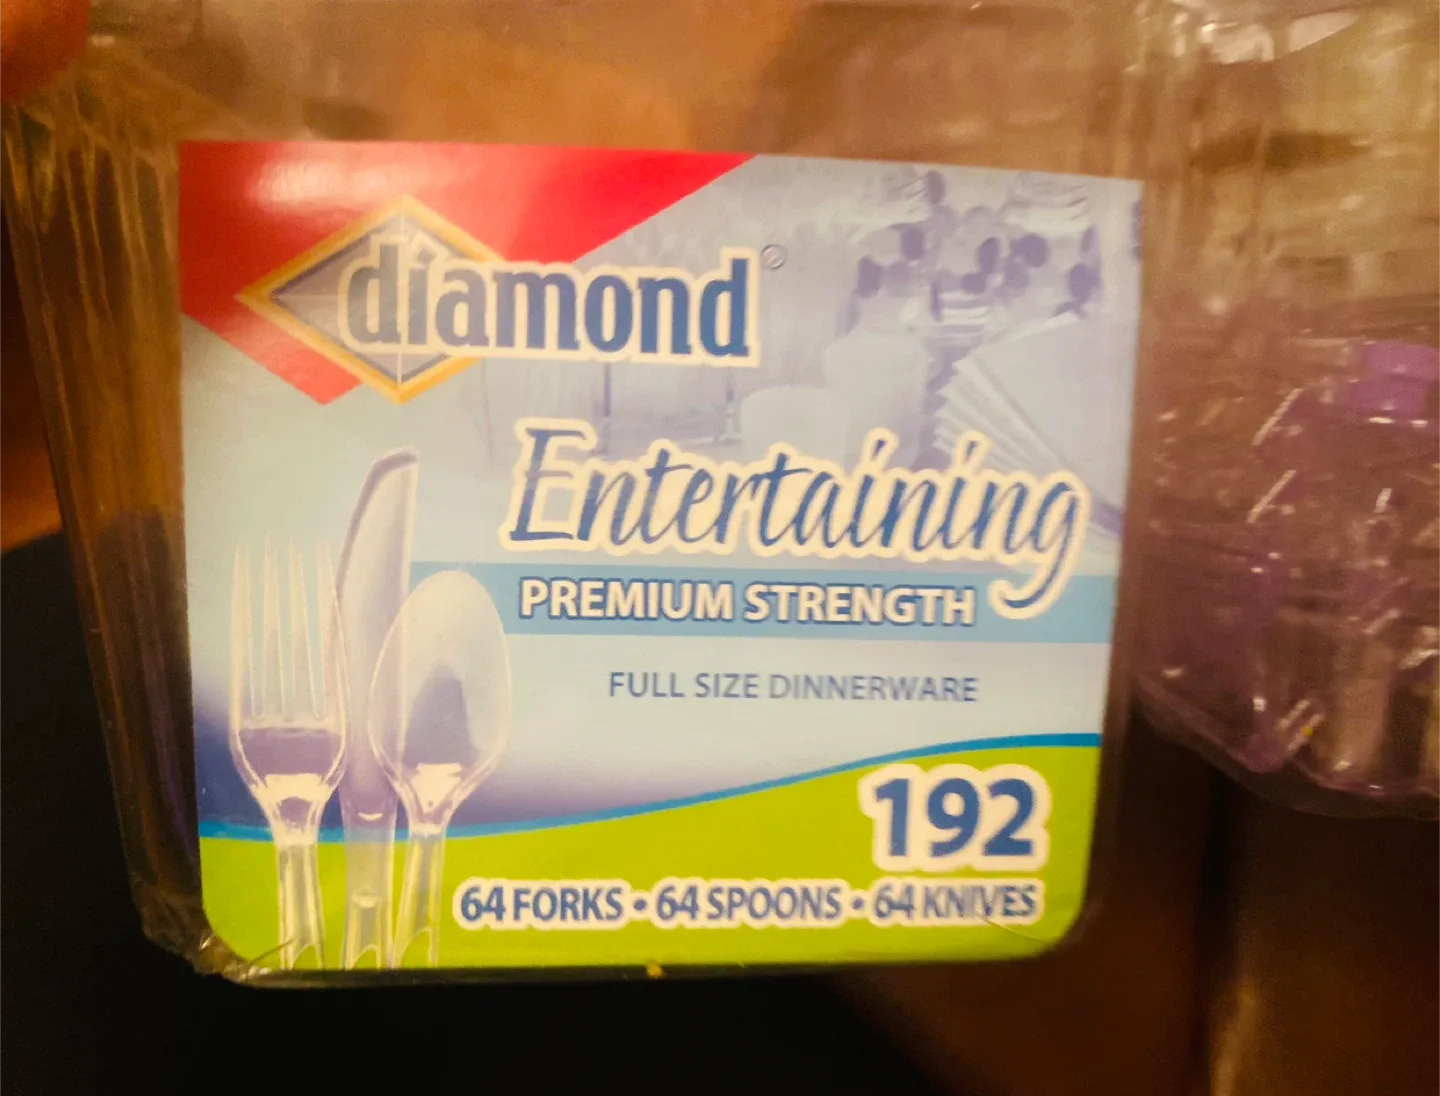 diamond®
Entertaining
PREMIUM STRENGTH
FULL SIZE DINNERWARE
192
64 FORKS • 64 SPOONS • 64 KNIVES